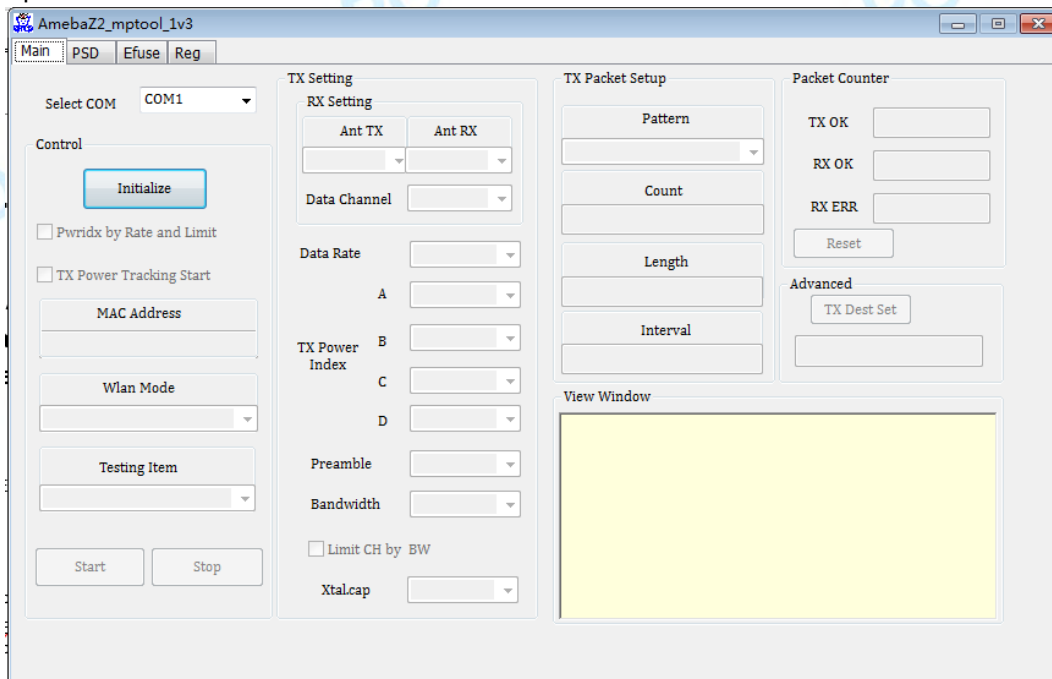 AmebaZ2_mptool_1v3
Main PSD Efuse Reg
Select COM COM1
Control
Initialize
Pwridx by Rate and Limit
TX Power Tracking Start
MAC Address
Wlan Mode
Testing Item
Start Stop
TX Setting
RX Setting
Ant TX Ant RX
Data Channel
Data Rate
A
TX Power Index
B
C
D
Preamble
Bandwidth
Limit CH by BW
Xtal.cap
TX Packet Setup
Pattern
Count
Length
Interval
Packet Counter
TX OK
RX OK
RX ERR
Reset
Advanced
TX Dest Set
View Window